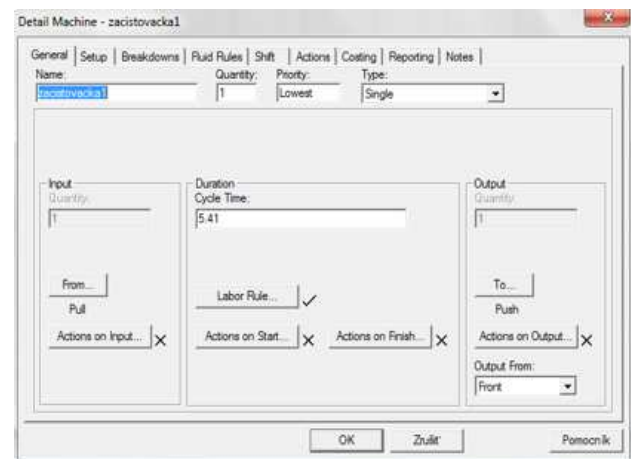 Detail Machine - zacistovacka1
General Setup Breakdowns Fluid Rules Shift Actions Costing Reporting Notes
Name: Quantity: Priority: Type:
zacistovacka1 1 Lowest Single
Input Duration Output
Quantity: Cycle Time: Quantity:
1 5.41 1
From... Labor Rule... To...
Pull Push
Actions on Input... Actions on Start... Actions on Finish... Actions on Output...
Output From:
Front
OK Zrušiť Pomocník